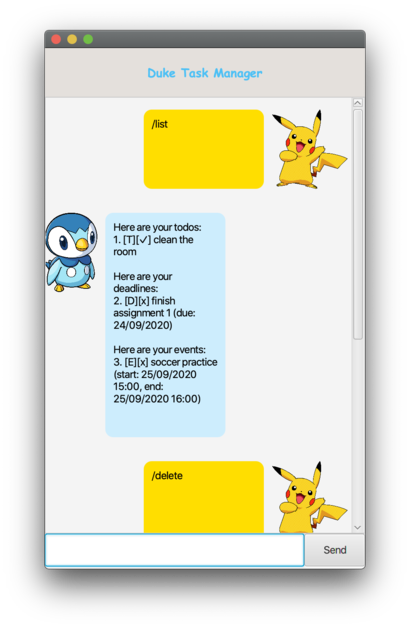 Duke Task Manager
/list
Here are your todos:
1. [T][✓] clean the
room
Here are your
deadlines:
2. [D][x] finish
assignment 1 (due:
24/09/2020)
Here are your events:
3. [E][x] soccer practice
(start: 25/09/2020
15:00, end:
25/09/2020 16:00)
/delete
Send